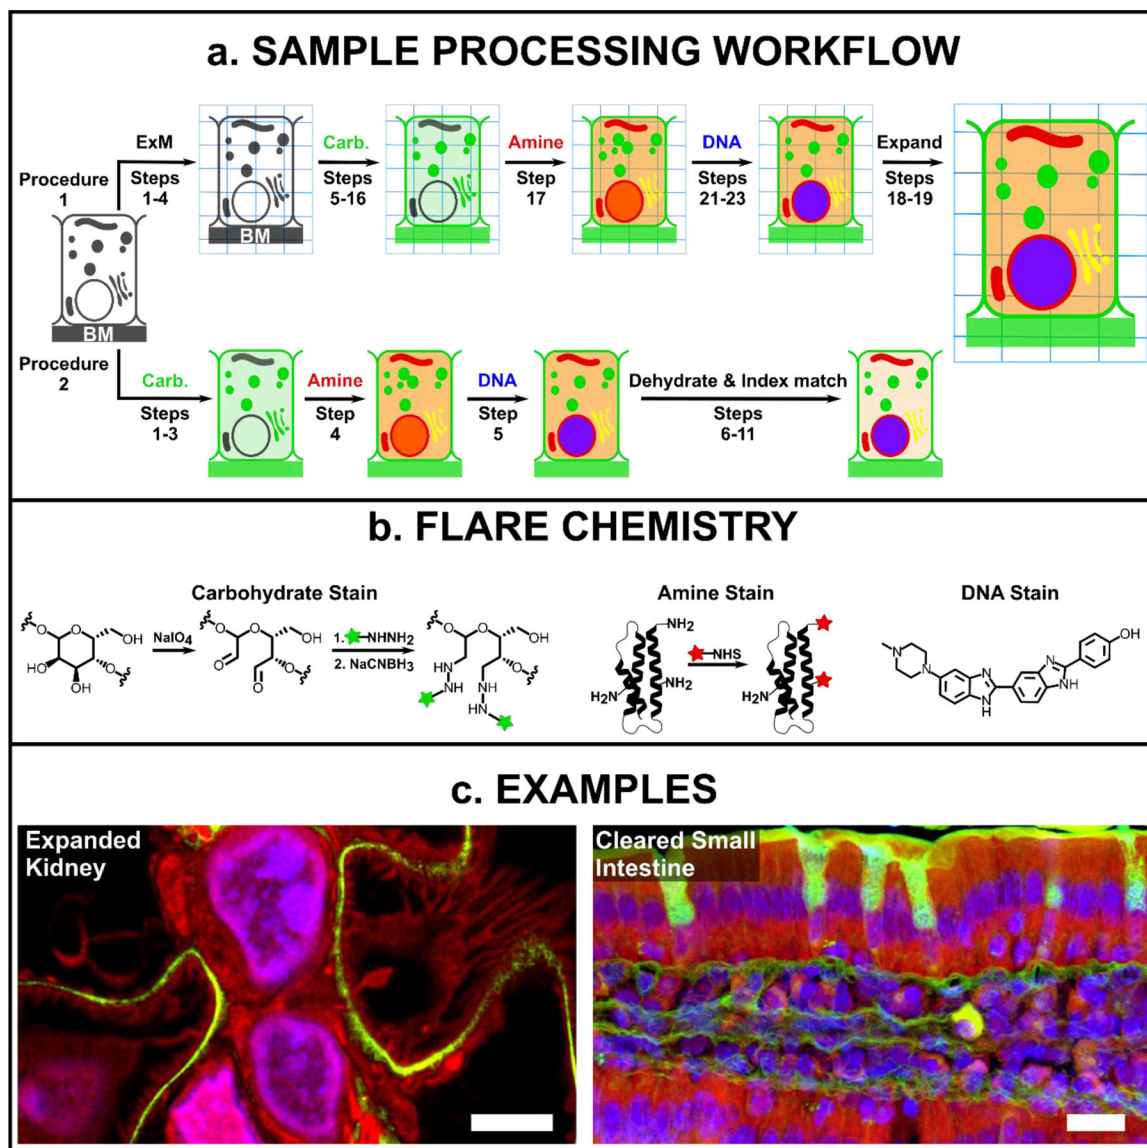 a. SAMPLE PROCESSING WORKFLOW
Procedure
1
ExM
Steps
1-4
BM
BM
Carb.
Steps
5-16
Amine
Step
17
DNA
Steps
21-23
Expand
Steps
18-19
Procedure
2
Carb.
Steps
1-3
Amine
Step
4
DNA
Step
5
Dehydrate & Index match
Steps
6-11
b. FLARE CHEMISTRY
Carbohydrate Stain
O
O
OH
HO
OH
O
NaIO4
O
O
OH
O
O
O
1. NHNH2
2. NaCNBH3
O
O
OH
O
HN
NH
NH
HN
Amine Stain
NH2
H2N
NH2
NHS
H2N
DNA Stain
N
N
N
N
H
N
N
H
OH
c. EXAMPLES
Expanded
Kidney
Cleared Small
Intestine